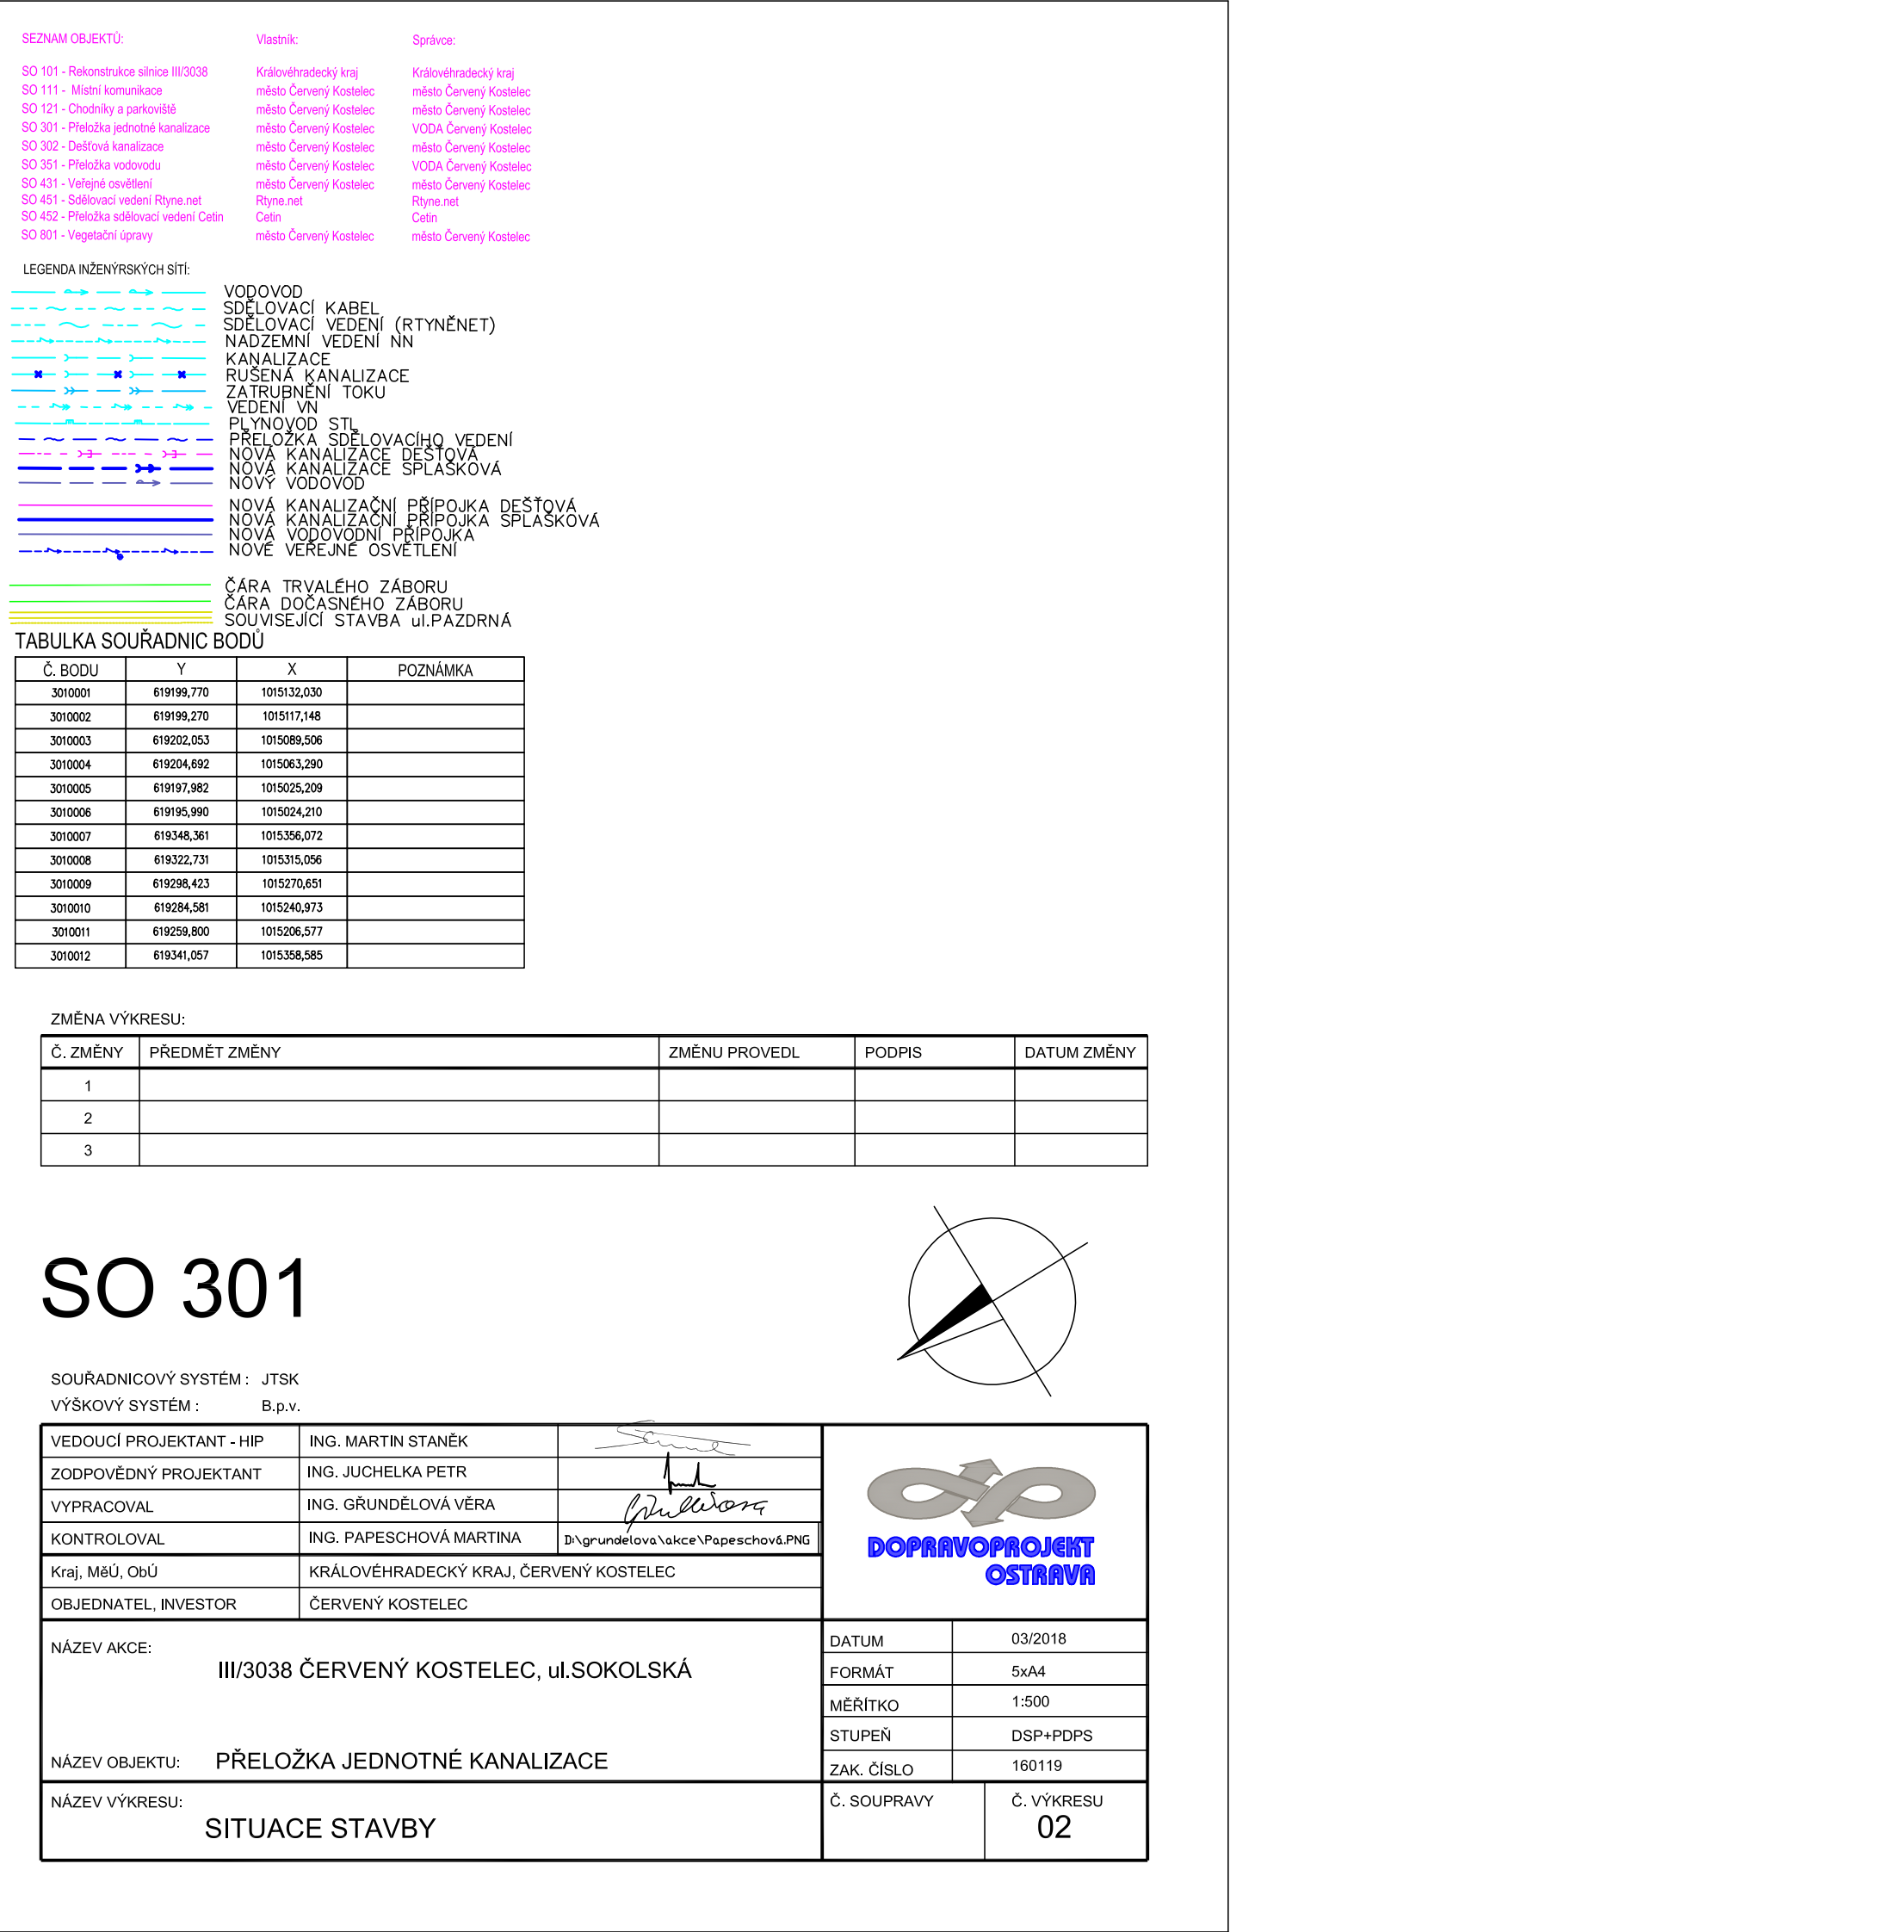 SEZNAM OBJEKTŮ: Vlastník: Správce:
SO 101 - Rekonstrukce silnice III/3038 Královéhradecký kraj Královéhradecký kraj
SO 111 - Místní komunikace město Červený Kostelec město Červený Kostelec
SO 121 - Chodníky a parkoviště město Červený Kostelec město Červený Kostelec
SO 301 - Přeložka jednotné kanalizace město Červený Kostelec VODA Červený Kostelec
SO 302 - Dešťová kanalizace město Červený Kostelec město Červený Kostelec
SO 351 - Přeložka vodovodu město Červený Kostelec VODA Červený Kostelec
SO 431 - Veřejné osvětlení město Červený Kostelec město Červený Kostelec
SO 451 - Sdělovací vedení Rtyne.net Rtyne.net Rtyne.net
SO 452 - Přeložka sdělovací vedení Cetin Cetin Cetin
SO 801 - Vegetační úpravy město Červený Kostelec město Červený Kostelec
LEGENDA INŽENÝRSKÝCH SÍTÍ:
VODOVOD
SDĚLOVACÍ KABEL
SDĚLOVACÍ VEDENÍ (RTYNĚNET)
NADZEMNÍ VEDENÍ NN
KANALIZACE
RUŠENÁ KANALIZACE
ZATRUBNĚNÍ TOKU
VEDENÍ VN
PLYNOVOD STL
PŘELOŽKA SDĚLOVACÍHO VEDENÍ
NOVÁ KANALIZACE DEŠŤOVÁ
NOVÁ KANALIZACE SPLAŠKOVÁ
NOVÝ VODOVOD
NOVÁ KANALIZAČNÍ PŘÍPOJKA DEŠŤOVÁ
NOVÁ KANALIZAČNÍ PŘÍPOJKA SPLAŠKOVÁ
NOVÁ VODOVODNÍ PŘÍPOJKA
NOVÉ VEŘEJNÉ OSVĚTLENÍ
ČÁRA TRVALÉHO ZÁBORU
ČÁRA DOČASNÉHO ZÁBORU
SOUVISEJÍCÍ STAVBA ul.PAZDRNÁ
TABULKA SOUŘADNIC BODŮ
Č. BODU Y X POZNÁMKA
3010001 619199,770 1015132,030
3010002 619199,270 1015117,148
3010003 619202,053 1015089,506
3010004 619204,692 1015063,290
3010005 619197,982 1015025,209
3010006 619195,990 1015024,210
3010007 619348,361 1015356,072
3010008 619322,731 1015315,056
3010009 619298,423 1015270,651
3010010 619284,581 1015240,973
3010011 619259,800 1015206,577
3010012 619341,057 1015358,585
ZMĚNA VÝKRESU:
Č. ZMĚNY PŘEDMĚT ZMĚNY ZMĚNU PROVEDL PODPIS DATUM ZMĚNY
1
2
3
SO 301
SOUŘADNICOVÝ SYSTÉM : JTSK
VÝŠKOVÝ SYSTÉM : B.p.v.
VEDOUCÍ PROJEKTANT - HIP ING. MARTIN STANĚK
ZODPOVĚDNÝ PROJEKTANT ING. JUCHELKA PETR
VYPRACOVAL ING. GŘUNDĚLOVÁ VĚRA
KONTROLOVAL ING. PAPESCHOVÁ MARTINA D:\grundelova\akce\Papeschová.PNG
Kraj, MěÚ, ObÚ KRÁLOVÉHRADECKÝ KRAJ, ČERVENÝ KOSTELEC
OBJEDNATEL, INVESTOR ČERVENÝ KOSTELEC
DOPRAVOPROJEKT
OSTRAVA
NÁZEV AKCE:
III/3038 ČERVENÝ KOSTELEC, ul.SOKOLSKÁ
NÁZEV OBJEKTU: PŘELOŽKA JEDNOTNÉ KANALIZACE
DATUM 03/2018
FORMÁT 5xA4
MĚŘÍTKO 1:500
STUPEŇ DSP+PDPS
ZAK. ČÍSLO 160119
NÁZEV VÝKRESU:
SITUACE STAVBY
Č. SOUPRAVY Č. VÝKRESU
02